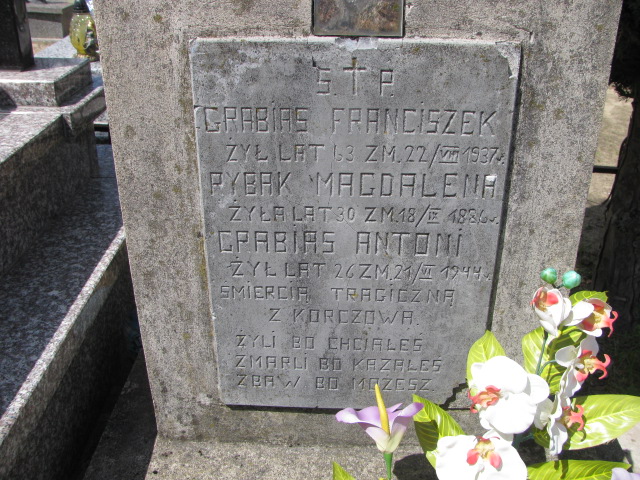 Ś † P.
GRABIAS FRANCISZEK
ŻYŁ LAT 63 ZM. 22/VII 1937 r.
RYBAK MAGDALENA
ŻYŁA LAT 30 ZM. 18/IX 1886 r.
GRABIAS ANTONI
ŻYŁ LAT 26 ZM. 21/II 1944 r.
ŚMIERCIĄ TRAGICZNĄ
Z KORCZOWA.
ŻYLI BO CHCIAŁEŚ
ZMARLI BO KAZAŁEŚ
ZBAW BO MOŻESZ